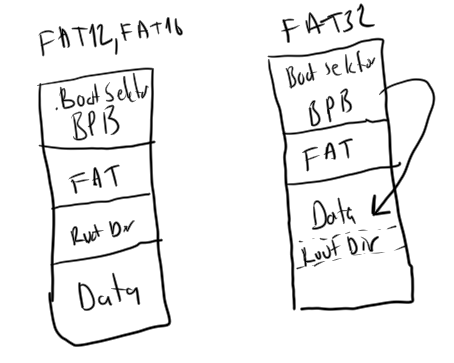 FAT12, FAT16
Boot Sektor
BPB
FAT
Root Dir
Data
FAT32
Boot Sektor
BPB
FAT
Data
Root Dir